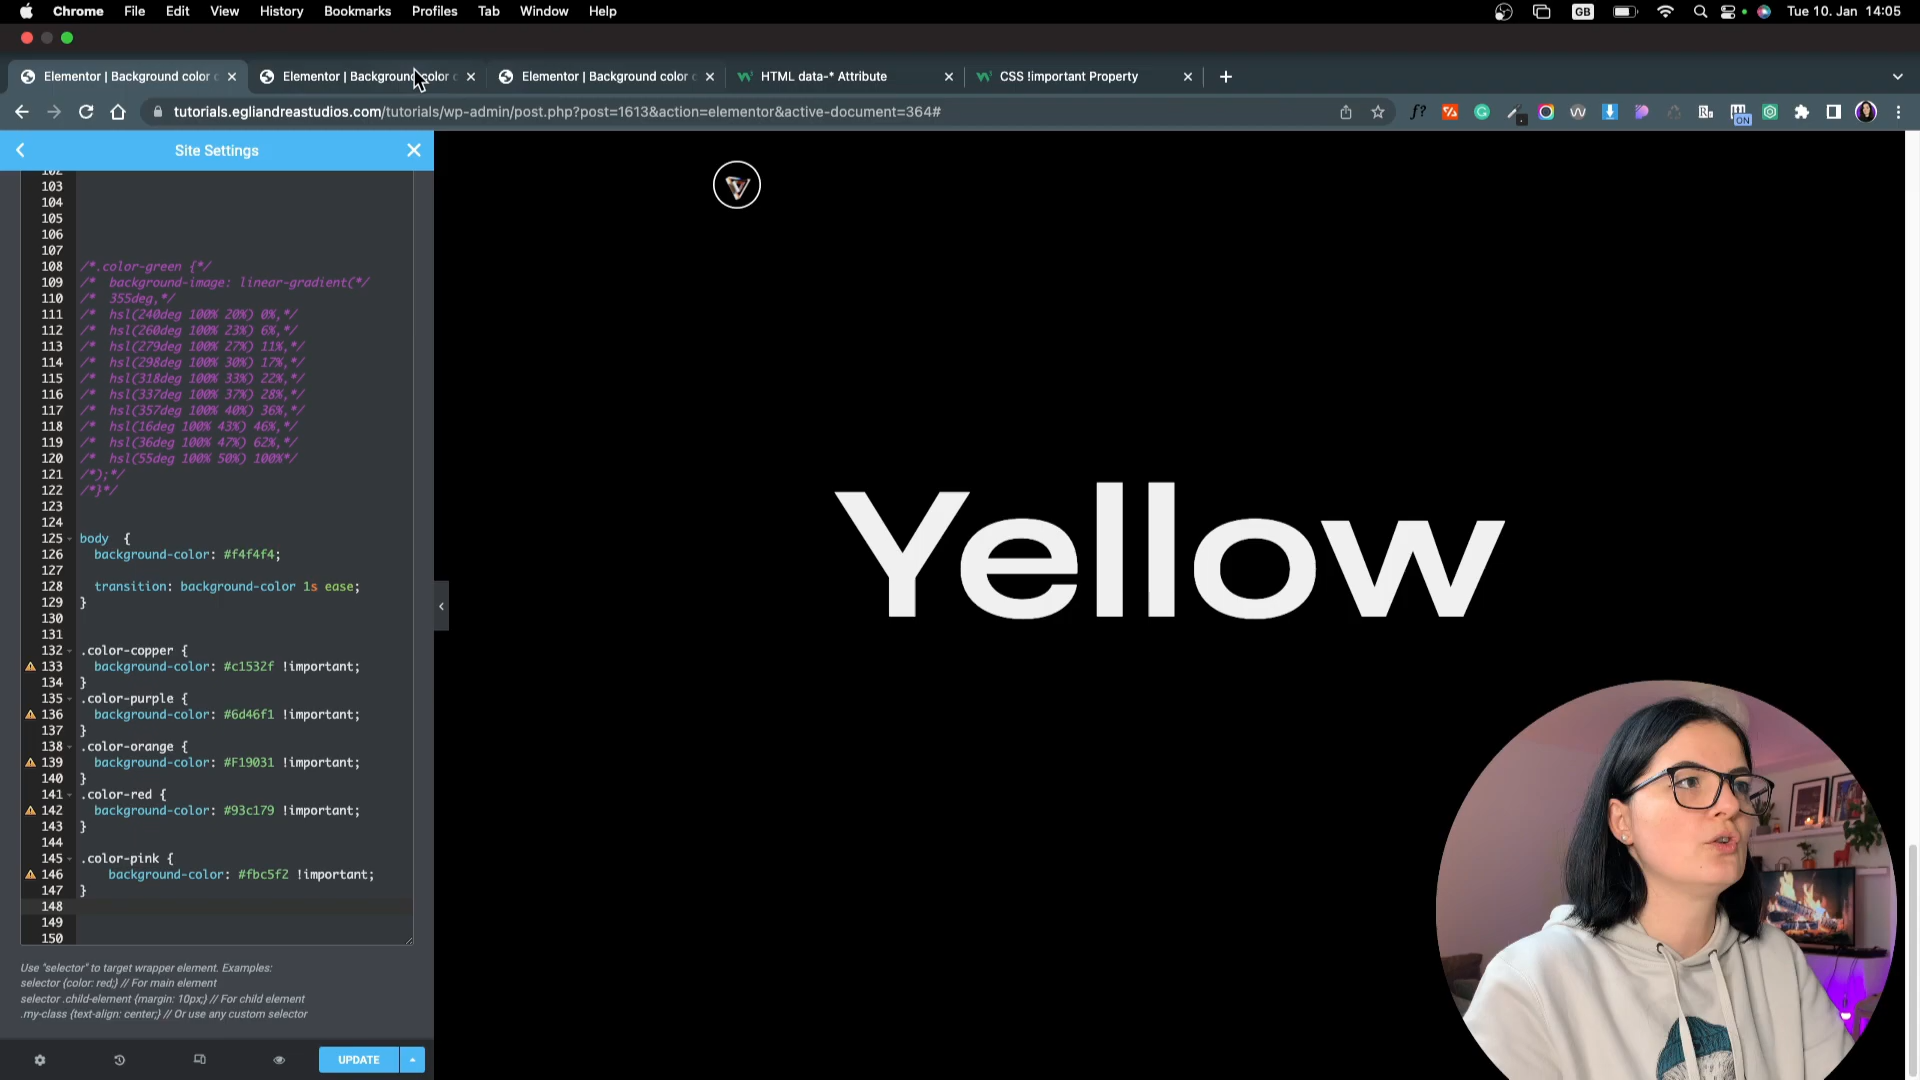 Chrome File Edit View History Bookmarks Profiles Tab Window Help
GB Tue 10. Jan 14:05
Elementor | Background color c
Elementor | Background color c
Elementor | Background color c
HTML data-* Attribute
CSS !important Property
tutorials.egliandreastudios.com/tutorials/wp-admin/post.php?post=1613&action=elementor&active-document=364#
ON
Site Settings
102
103
104
105
106
107
108 /*.color-green {*/
109 /*  background-image: linear-gradient(*/
110 /*  355deg,*/
111 /*  hsl(240deg 100% 20%) 0%,*/
112 /*  hsl(260deg 100% 23%) 6%,*/
113 /*  hsl(279deg 100% 27%) 11%,*/
114 /*  hsl(298deg 100% 30%) 17%,*/
115 /*  hsl(318deg 100% 33%) 22%,*/
116 /*  hsl(337deg 100% 37%) 28%,*/
117 /*  hsl(357deg 100% 40%) 36%,*/
118 /*  hsl(16deg 100% 43%) 46%,*/
119 /*  hsl(36deg 100% 47%) 62%,*/
120 /*  hsl(55deg 100% 50%) 100%*/
121 /*);*/
122 /*}*/
123
124
125 body  {
126   background-color: #f4f4f4;
127
128   transition: background-color 1s ease;
129 }
130
131
132 .color-copper {
133   background-color: #c1532f !important;
134 }
135 .color-purple {
136   background-color: #6d46f1 !important;
137 }
138 .color-orange {
139   background-color: #F19031 !important;
140 }
141 .color-red {
142   background-color: #93c179 !important;
143 }
144
145 .color-pink {
146     background-color: #fbc5f2 !important;
147 }
148
149
150
Use "selector" to target wrapper element. Examples:
selector {color: red;} // For main element
selector .child-element {margin: 10px;} // For child element
.my-class {text-align: center;} // Or use any custom selector
UPDATE
Yellow